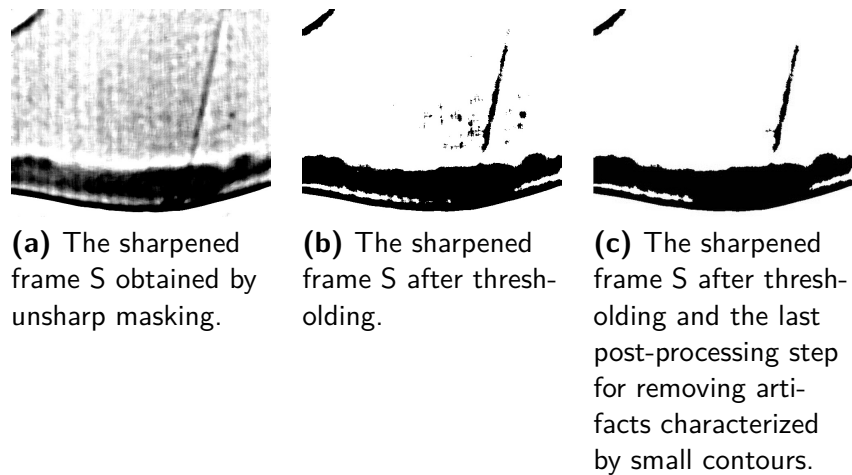 (a) The sharpened
frame S obtained by
unsharp masking.
(b) The sharpened
frame S after thresh-
olding.
(c) The sharpened
frame S after thresh-
olding and the last
post-processing step
for removing arti-
facts characterized
by small contours.